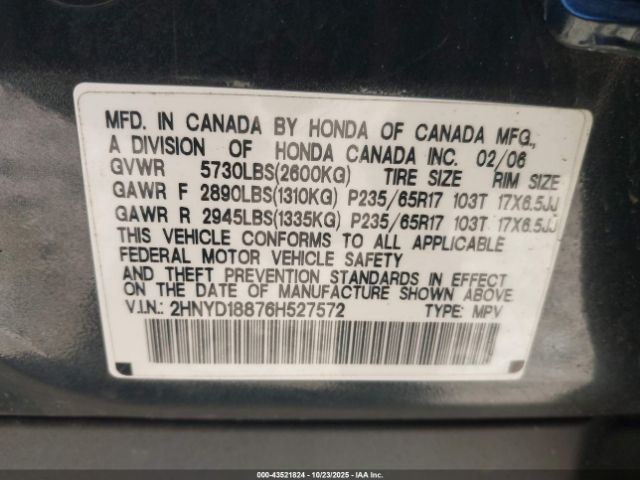 MFD. IN CANADA BY HONDA OF CANADA MFG.,
A DIVISION OF HONDA CANADA INC. 02/06
GVWR 5730LBS(2600KG) TIRE SIZE RIM SIZE
GAWR F 2890LBS(1310KG) P235/65R17 103T 17X6.5JJ
GAWR R 2945LBS(1335KG) P235/65R17 103T 17X6.5JJ
THIS VEHICLE CONFORMS TO ALL APPLICABLE
FEDERAL MOTOR VEHICLE SAFETY
AND THEFT PREVENTION STANDARDS IN EFFECT
ON THE DATE OF MANUFACTURE SHOWN ABOVE
V.I.N.: 2HNYD18876H527572 TYPE: MPV
000-43521824 - 10/23/2025 - IAAI, Inc.